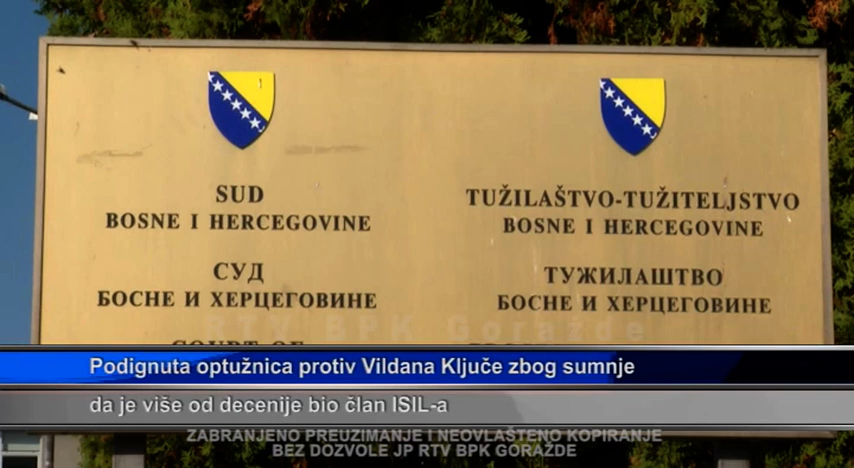 SUD
BOSNE I HERCEGOVINE
СУД
БОСНЕ И ХЕРЦЕГОВИНЕ
COURT OF
TUŽILAŠTVO-TUŽITELJSTVO
BOSNE I HERCEGOVINE
ТУЖИЛАШТВО
БОСНЕ И ХЕРЦЕГОВИНЕ
RTV BPK Goražde
Podignuta optužnica protiv Vildana Ključe zbog sumnje
da je više od decenije bio član ISIL-a
ZABRANJENO PREUZIMANJE I NEOVLAŠTENO KOPIRANJE
BEZ DOZVOLE JP RTV BPK GORAŽDE